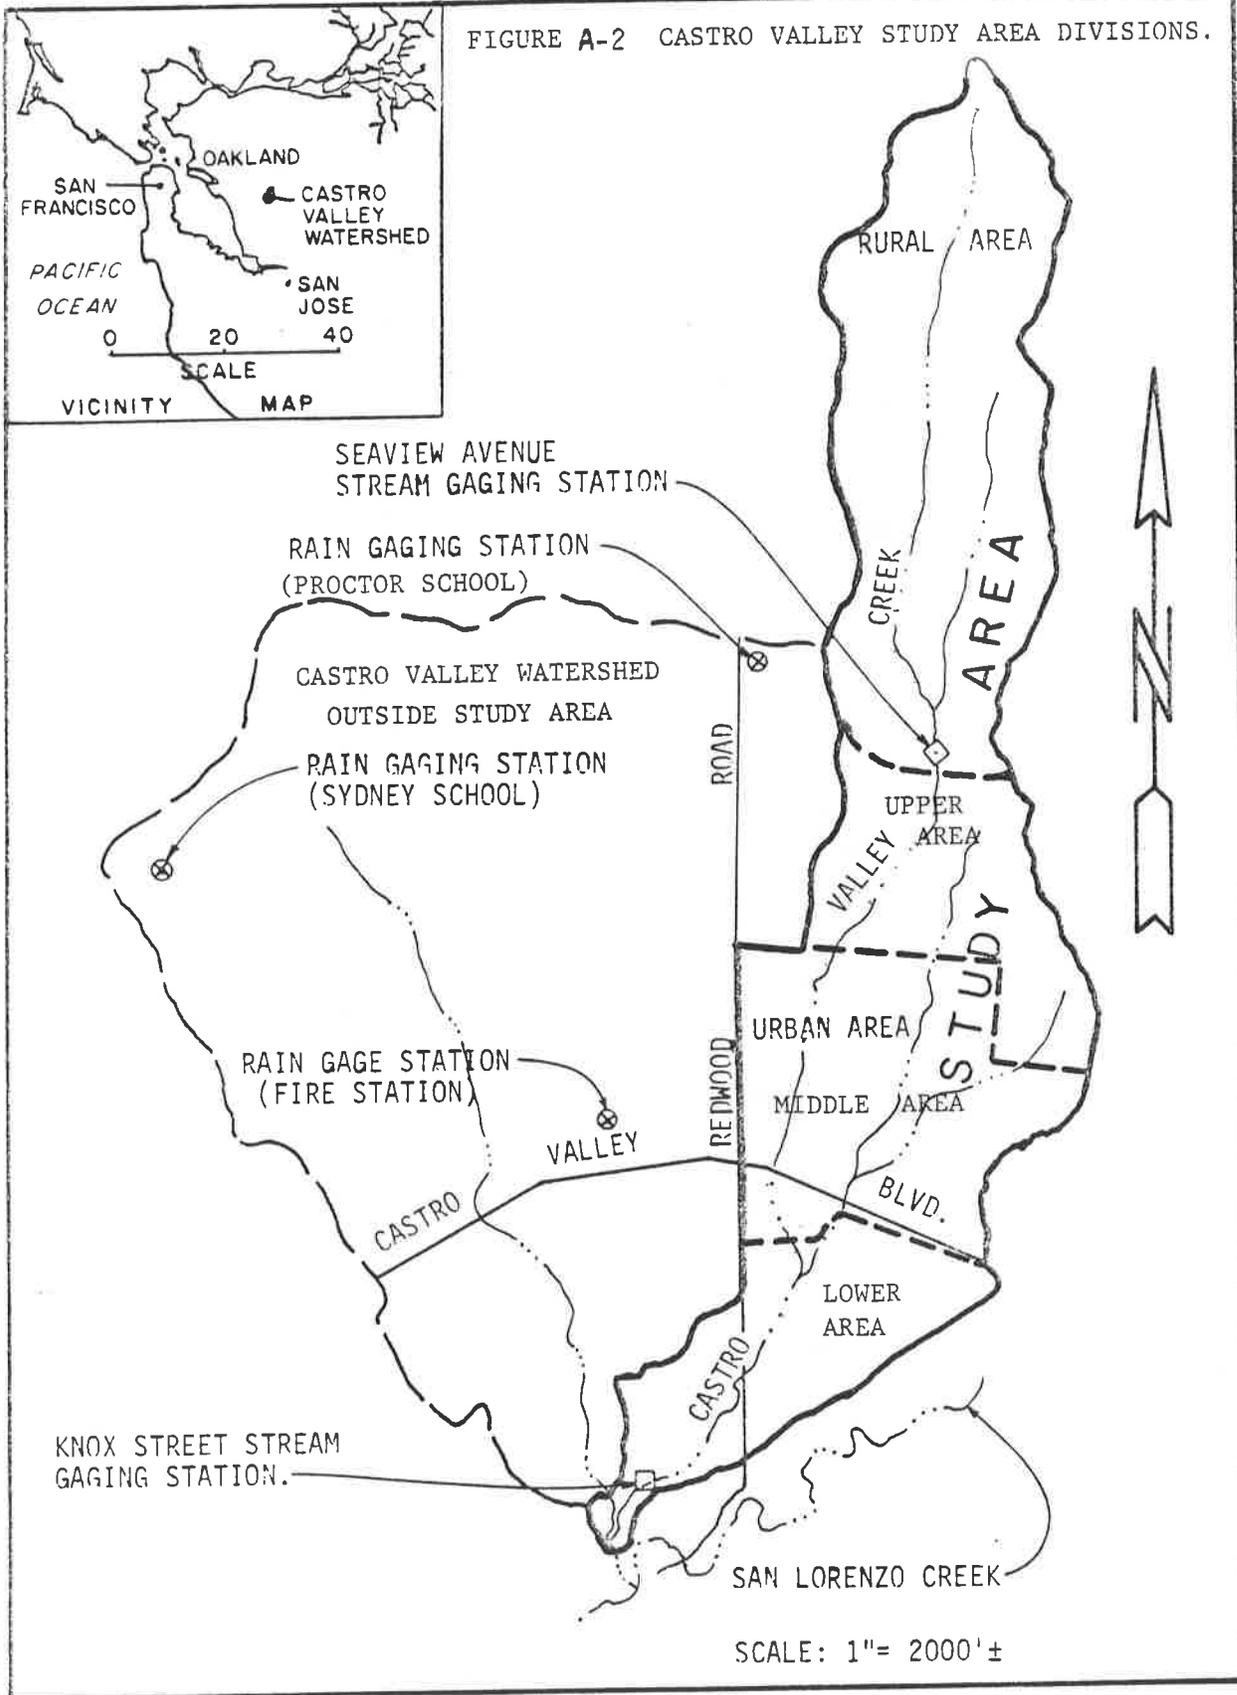 FIGURE A-2 CASTRO VALLEY STUDY AREA DIVISIONS.
OAKLAND
SAN
FRANCISCO
CASTRO
VALLEY
WATERSHED
PACIFIC
OCEAN
SAN
JOSE
0 20 40
SCALE
VICINITY MAP
RURAL AREA
SEAVIEW AVENUE
STREAM GAGING STATION
RAIN GAGING STATION
(PROCTOR SCHOOL)
CREEK
AREA
N
CASTRO VALLEY WATERSHED
OUTSIDE STUDY AREA
ROAD
RAIN GAGING STATION
(SYDNEY SCHOOL)
UPPER
AREA
VALLEY
STUDY
URBAN AREA
RAIN GAGE STATION
(FIRE STATION)
REDWOOD
MIDDLE AREA
VALLEY
CASTRO
BLVD.
LOWER
AREA
CASTRO
KNOX STREET STREAM
GAGING STATION.
SAN LORENZO CREEK
SCALE: 1"= 2000'±